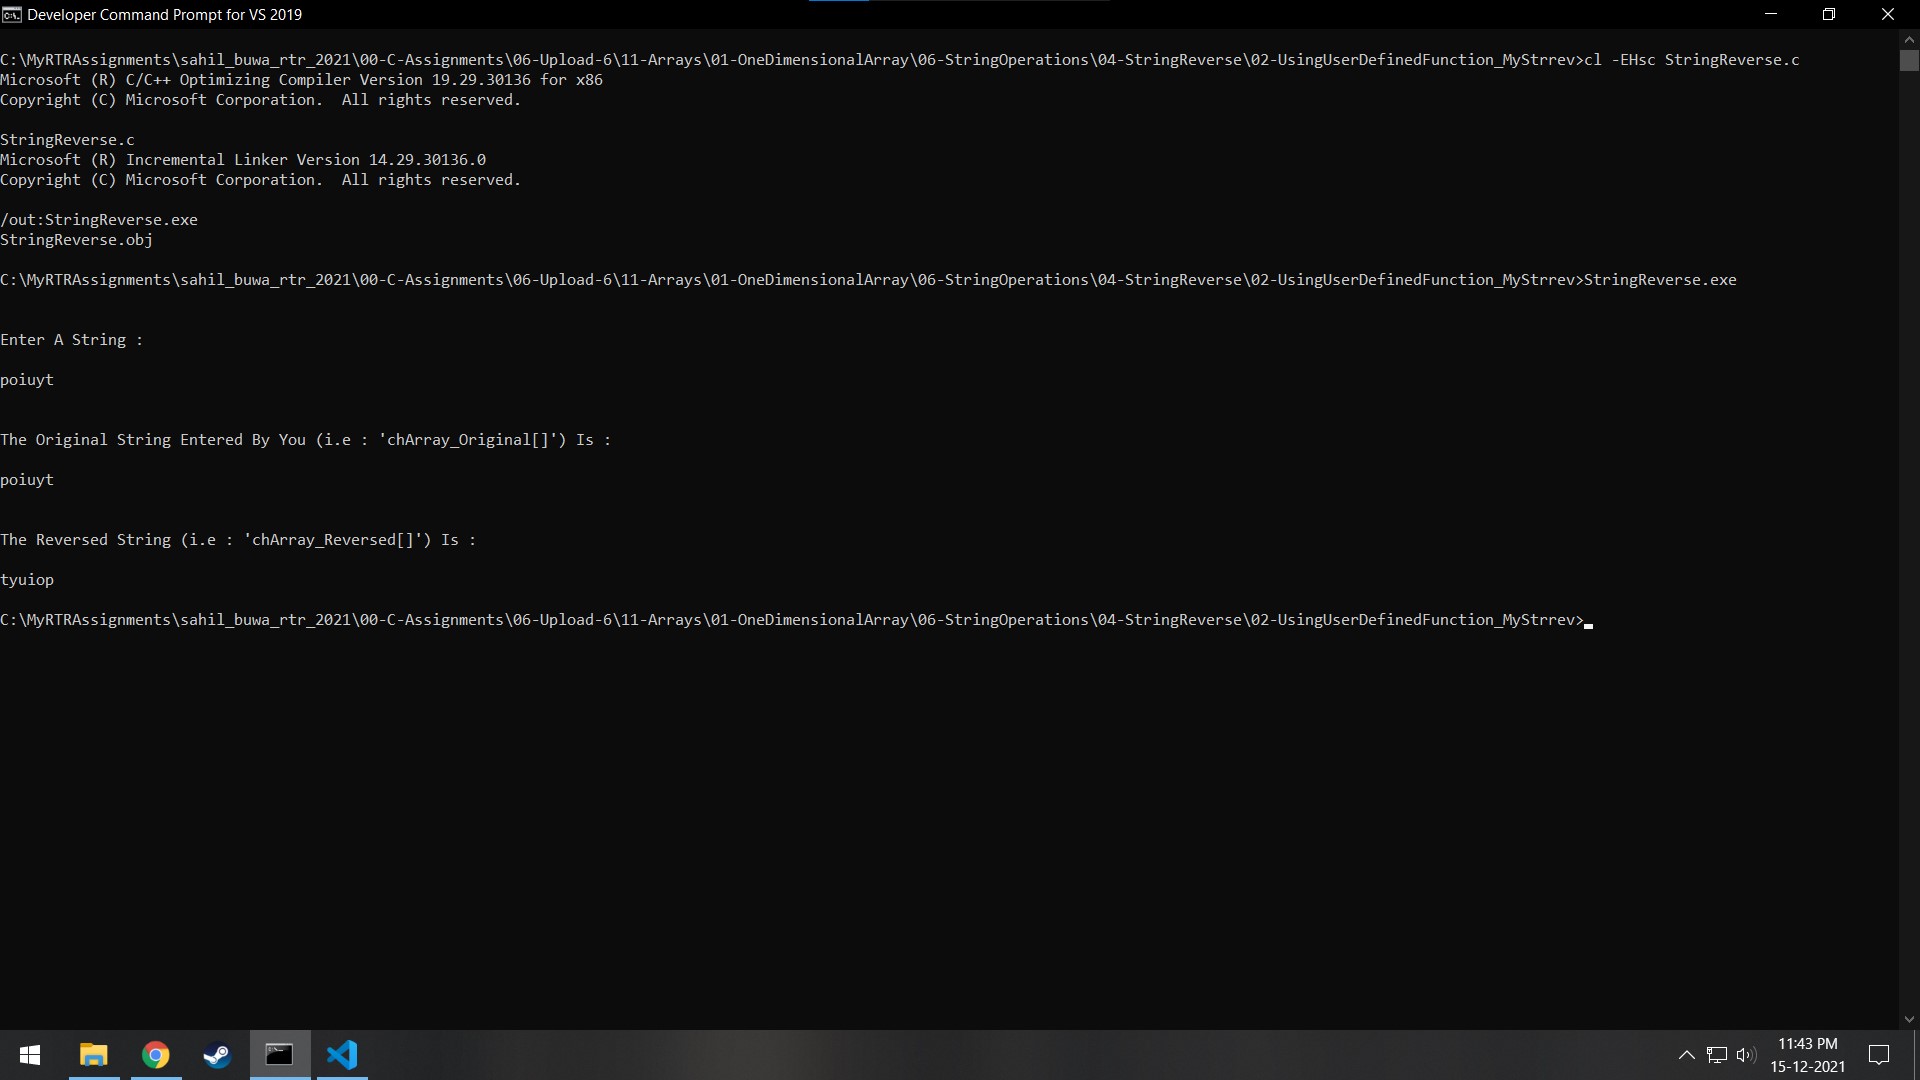 Developer Command Prompt for VS 2019
C:\MyRTRAssignments\sahil_buwa_rtr_2021\00-C-Assignments\06-Upload-6\11-Arrays\01-OneDimensionalArray\06-StringOperations\04-StringReverse\02-UsingUserDefinedFunction_MyStrrev>cl -EHsc StringReverse.c
Microsoft (R) C/C++ Optimizing Compiler Version 19.29.30136 for x86
Copyright (C) Microsoft Corporation.  All rights reserved.
StringReverse.c
Microsoft (R) Incremental Linker Version 14.29.30136.0
Copyright (C) Microsoft Corporation.  All rights reserved.
/out:StringReverse.exe
StringReverse.obj
C:\MyRTRAssignments\sahil_buwa_rtr_2021\00-C-Assignments\06-Upload-6\11-Arrays\01-OneDimensionalArray\06-StringOperations\04-StringReverse\02-UsingUserDefinedFunction_MyStrrev>StringReverse.exe
Enter A String :
poiuyt
The Original String Entered By You (i.e : 'chArray_Original[]') Is :
poiuyt
The Reversed String (i.e : 'chArray_Reversed[]') Is :
tyuiop
C:\MyRTRAssignments\sahil_buwa_rtr_2021\00-C-Assignments\06-Upload-6\11-Arrays\01-OneDimensionalArray\06-StringOperations\04-StringReverse\02-UsingUserDefinedFunction_MyStrrev>
11:43 PM
15-12-2021